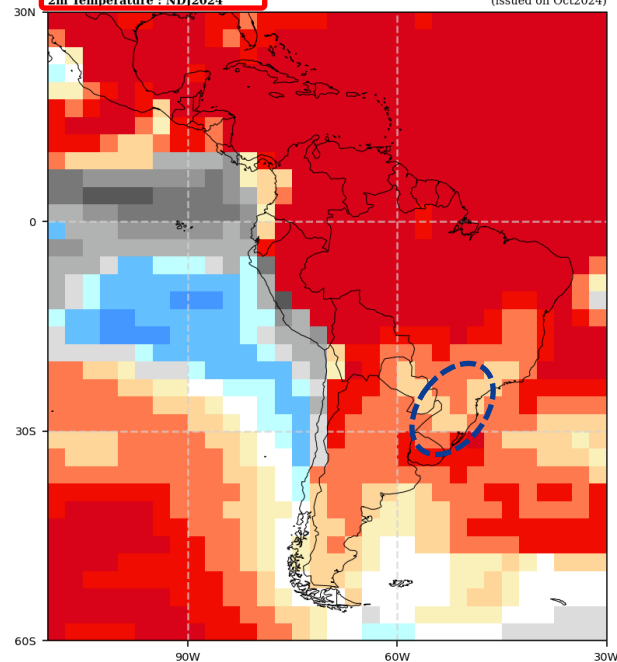 2m Temperature : NDJ2024
(issued on Oct2024)
30N
0
30S
60S
90W
60W
30W